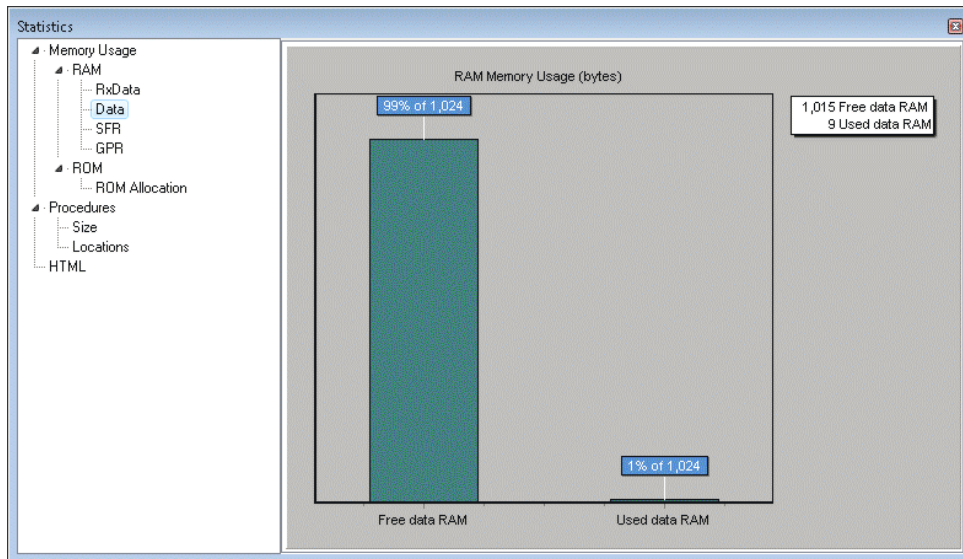 Statistics
Memory Usage
RAM
RxData
Data
SFR
GPR
ROM
ROM Allocation
Procedures
Size
Locations
HTML
RAM Memory Usage (bytes)
99% of 1,024
1% of 1,024
Free data RAM
Used data RAM
1,015 Free data RAM
9 Used data RAM